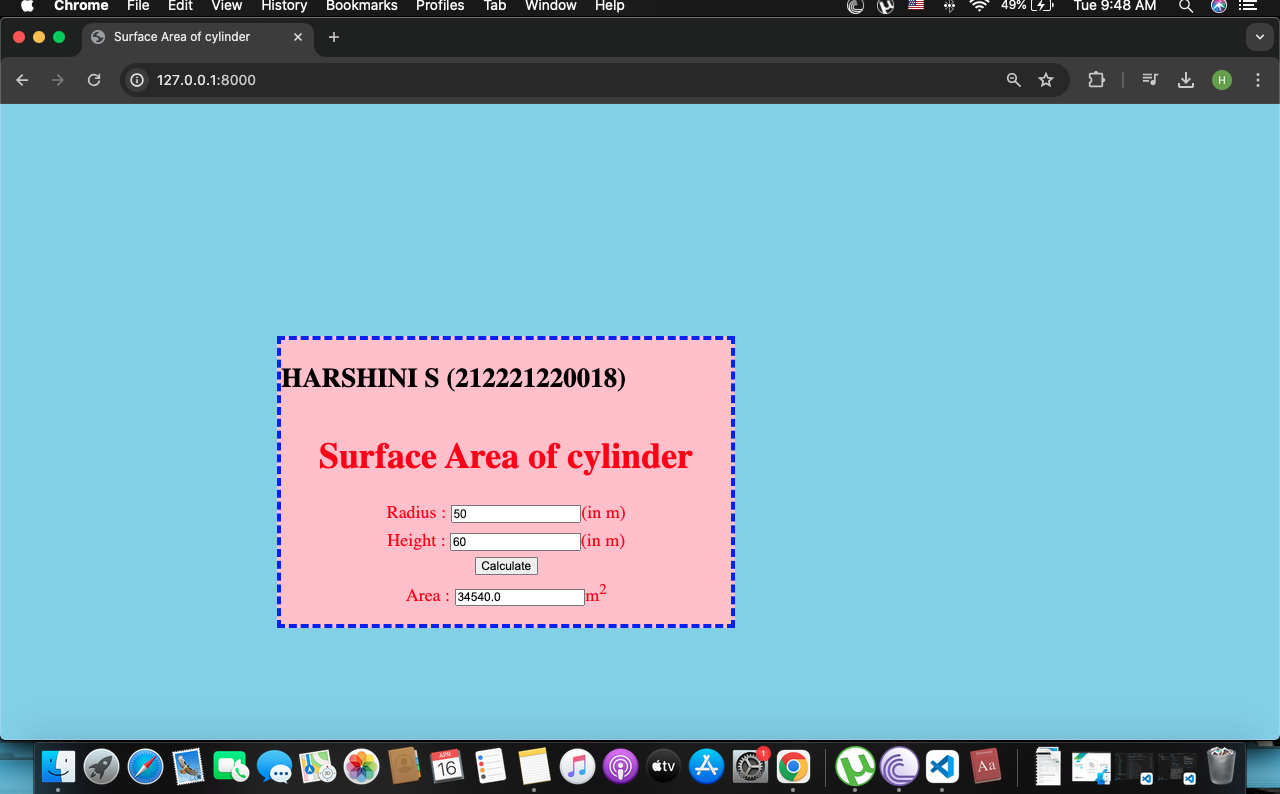 Chrome File Edit View History Bookmarks Profiles Tab Window Help 49% Tue 9:48 AM
Surface Area of cylinder
127.0.0.1:8000
H
HARSHINI S (212221220018)
Surface Area of cylinder
Radius : 50 (in m)
Height : 60 (in m)
Calculate
Area : 34540.0 m²
APR
16
1
tv
Aa